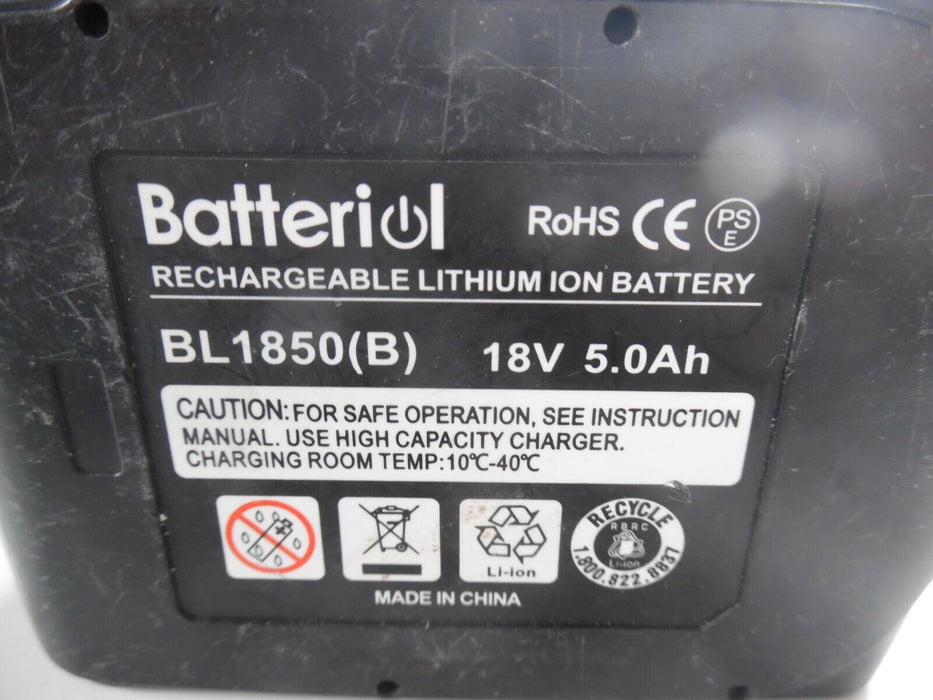 Batteriol
RoHS CE PS E
RECHARGEABLE LITHIUM ION BATTERY
BL1850(B) 18V 5.0Ah
CAUTION: FOR SAFE OPERATION, SEE INSTRUCTION
MANUAL. USE HIGH CAPACITY CHARGER.
CHARGING ROOM TEMP:10℃-40℃
Li-ion
RECYCLE
RBRC
Li-ion
1.800.822.8837
MADE IN CHINA